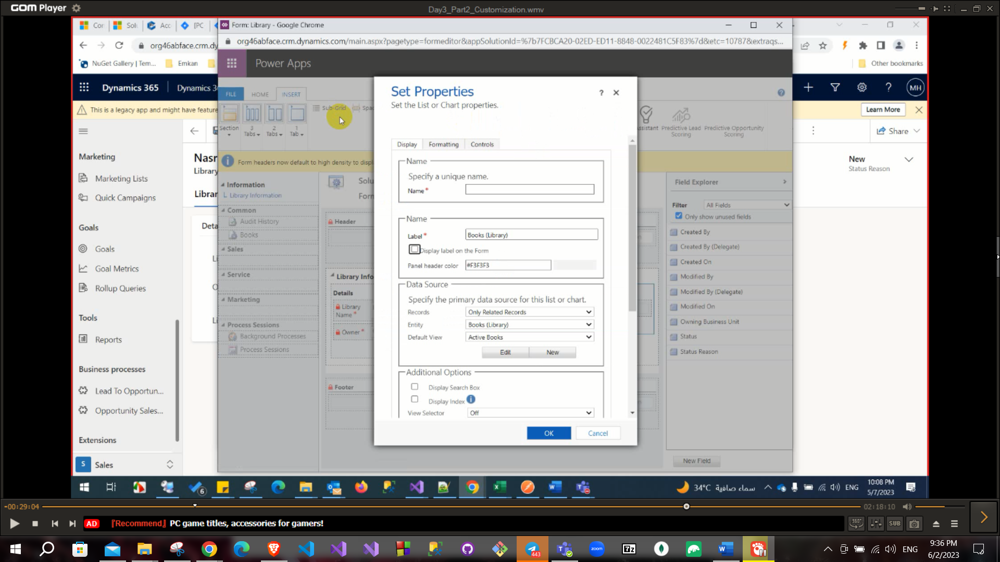 GOM Player
Day3_Part2_Customization.wmv
Sol
Acc
[PC
Form: Library - Google Chrome
org46abface.crm.dy
org46abface.crm.dynamics.com/main.aspx?pagetype=formeditor&appSolutionId=%7b7FCBCA20-02ED-ED11-8848-0022481C5F83%7d&etc=10787&extraqs...
NuGet Gallery | Tem...
Emkan
Power Apps
Other bookmarks
Dynamics 365
Dynamics 3
MH
This is a legacy app and might have feature
Learn More
FILE
HOME
INSERT
Section
3 Tabs
2 Tabs
1 Tab
Sub-Grid
Spac
ssistant
Predictive Lead Scoring
Predictive Opportunity Scoring
Share
Form headers now default to high density to displ
Nasr
Library
Librar
New
Status Reason
Marketing
Marketing Lists
Quick Campaigns
Goals
Goals
Goal Metrics
Rollup Queries
Tools
Reports
Business processes
Lead To Opportun...
Opportunity Sales...
Extensions
S
Sales
Deta
Information
Library Information
Common
Audit History
Books
Sales
Service
Marketing
Process Sessions
Background Processes
Process Sessions
Solu
Forn
Header
Library Info
Details
Library Name *
Owner *
Footer
Set Properties
Set the List or Chart properties.
?
Display
Formatting
Controls
Name
Specify a unique name.
Name *
Name
Label *
Books (Library)
Display label on the Form
Panel header color
#F3F3F3
Data Source
Specify the primary data source for this list or chart.
Records
Only Related Records
Entity
Books (Library)
Default View
Active Books
Edit
New
Additional Options
Display Search Box
Display Index
View Selector
Off
OK
Cancel
Field Explorer
Filter
All Fields
Only show unused fields
Created By
Created By (Delegate)
Created On
Modified By
Modified By (Delegate)
Modified On
Owning Business Unit
Status
Status Reason
New Field
6
34°C سماء صافية
ENG
10:08 PM
5/7/2023
-00:29:04
02:18:10
AD
『Recommend』 PC game titles, accessories for gamers!
360°
SUB
443
zoom
7z
ENG
9:36 PM
6/2/2023